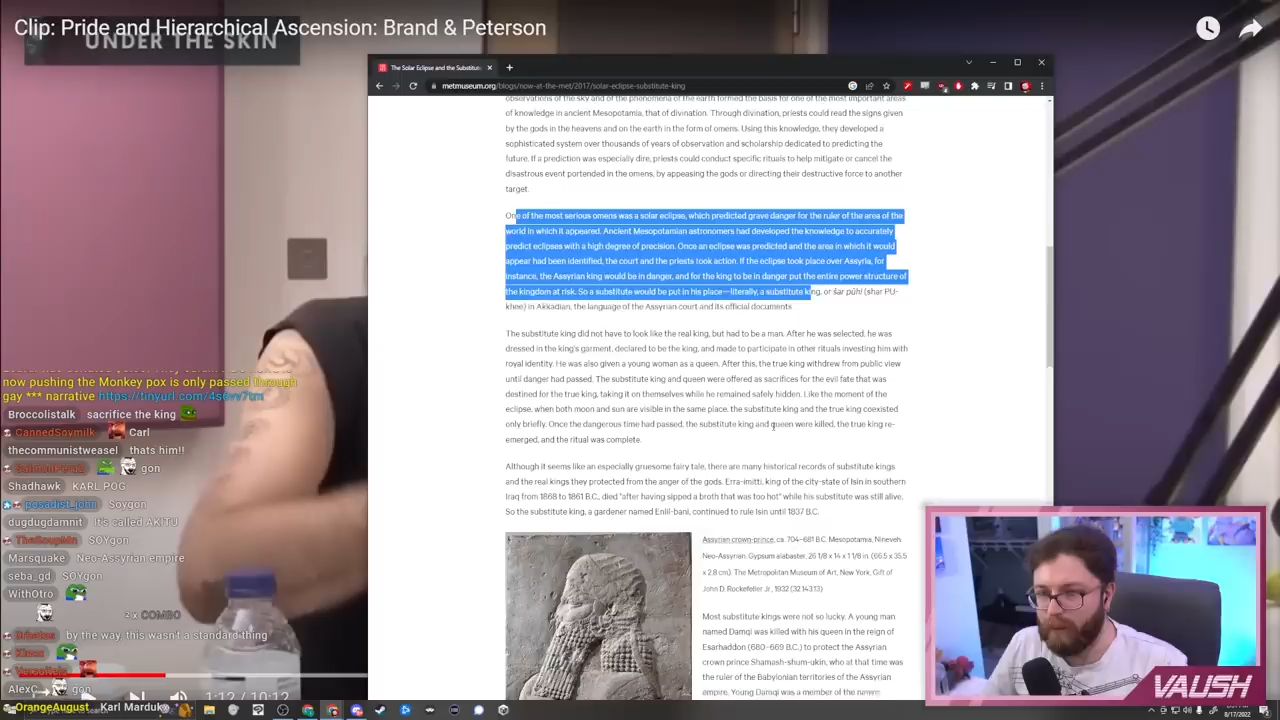 Clip: Pride and Hierarchical Ascension: Brand & Peterson
UNDER THE SKIN
The Solar Eclipse and the Substitute
metmuseum.org/blogs/now-at-the-met/2017/solar-eclipse-substitute-king
observations of the sky and of the phenomena of the earth formed the basis for one of the most important areas
of knowledge in ancient Mesopotamia, that of divination. Through divination, priests could read the signs given
by the gods in the heavens and on the earth in the form of omens. Using this knowledge, they developed a
sophisticated system over thousands of years of observation and scholarship dedicated to predicting the
future. If a prediction was especially dire, priests could conduct specific rituals to help mitigate or cancel the
disastrous event portended in the omens, by appeasing the gods or directing their destructive force to another
target.
One of the most serious omens was a solar eclipse, which predicted grave danger for the ruler of the area of the
world in which it appeared. Ancient Mesopotamian astronomers had developed the knowledge to accurately
predict eclipses with a high degree of precision. Once an eclipse was predicted and the area in which it would
appear had been identified, the court and the priests took action. If the eclipse took place over Assyria, for
instance, the Assyrian king would be in danger, and for the king to be in danger put the entire power structure of
the kingdom at risk. So a substitute would be put in his place—literally, a substitute king, or šar pūhi (shar PU-
khee) in Akkadian, the language of the Assyrian court and its official documents
The substitute king did not have to look like the real king, but had to be a man. After he was selected, he was
dressed in the king's garment, declared to be the king, and made to participate in other rituals investing him with
royal identity. He was also given a young woman as a queen. After this, the true king withdrew from public view
until danger had passed. The substitute king and queen were offered as sacrifices for the evil fate that was
destined for the true king, taking it on themselves while he remained safely hidden. Like the moment of the
eclipse, when both moon and sun are visible in the same place, the substitute king and the true king coexisted
only briefly. Once the dangerous time had passed, the substitute king and queen were killed, the true king re-
emerged, and the ritual was complete.
Although it seems like an especially gruesome fairy tale, there are many historical records of substitute kings
and the real kings they protected from the anger of the gods. Erra-imitti, king of the city-state of Isin in southern
Iraq from 1868 to 1861 B.C., died "after having sipped a broth that was too hot" while his substitute was still alive.
So the substitute king, a gardener named Enlil-bani, continued to rule Isin until 1837 B.C.
Assyrian crown-prince, ca. 704–681 B.C. Mesopotamia, Nineveh.
Neo-Assyrian. Gypsum alabaster, 26 1/8 x 14 x 1 1/8 in. (66.5 x 35.5
x 2.8 cm). The Metropolitan Museum of Art, New York, Gift of
John D. Rockefeller Jr., 1932 (32.143.13)
Most substitute kings were not so lucky. A young man
named Damqi was killed with his queen in the reign of
Esarhaddon (680–669 B.C.) to protect the Assyrian
crown prince Shamash-shum-ukin, who at that time was
the ruler of the Babylonian territories of the Assyrian
empire. Young Damqi was a member of the
now pushing the Monkey pox is only passed through
gay *** narrative
Broccolistalk sacrifice the king
CannedSoymilk Carl
thecommunistweasel thats him!!
gon
Shadhawk KARL POG
posadist_john Soygon
dugdugdamnit It's called AKITU
TheSoupMn SOYgon
Marsquake Neo-Assyrian empire
seba_gd SOYgon
WithOtro
2 x COMBO
by the way, this wasn't a standard thing
AlexC gon
OrangeAugust Karl Marduk
1:12 / 10:12
VAUSH
8/17/2022